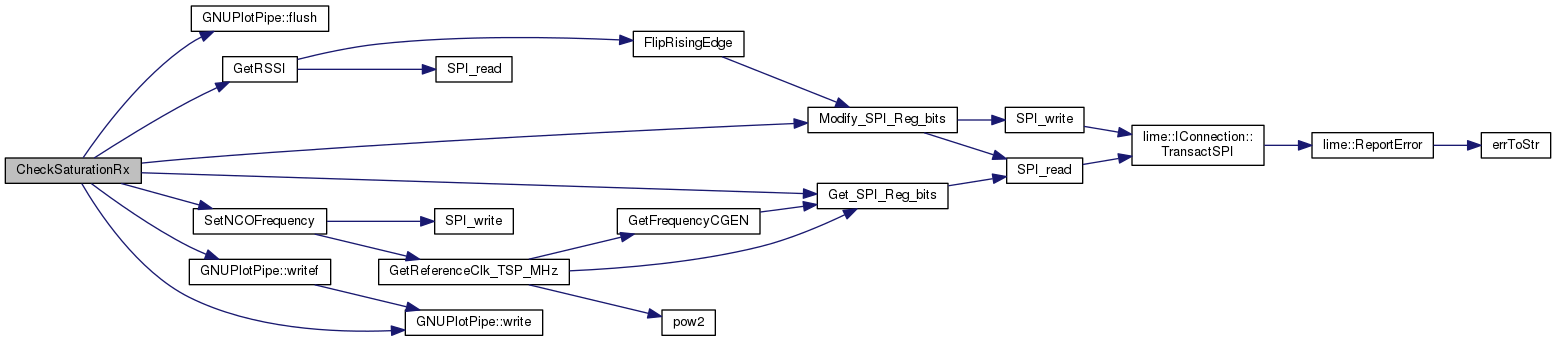 GNUPlotPipe::flush
FlipRisingEdge
GetRSSI
SPI_read
Modify_SPI_Reg_bits
SPI_write
lime::IConnection::
TransactSPI
lime::ReportError
errToStr
CheckSaturationRx
SPI_read
Get_SPI_Reg_bits
SetNCOFrequency
SPI_write
GetFrequencyCGEN
GNUPlotPipe::writef
GetReferenceClk_TSP_MHz
GNUPlotPipe::write
pow2